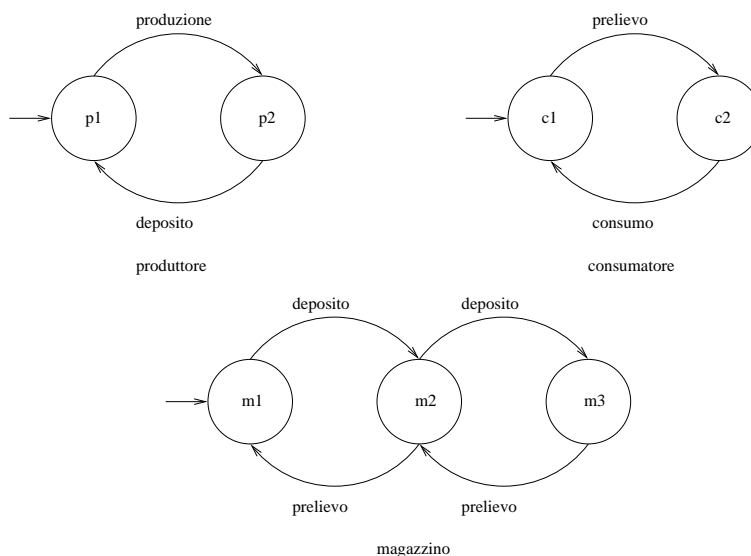 produzione
p1
p2
deposito
produttore
prelievo
c1
c2
consumo
consumatore
deposito
deposito
m1
m2
m3
prelievo
prelievo
magazzino